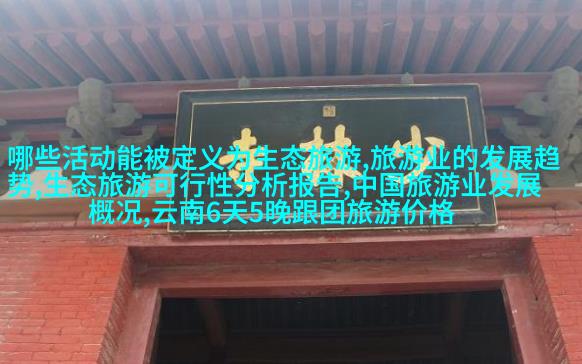 寺林少
哪些活动能被定义为生态旅游,旅游业的发展趋
势,生态旅游可行性分析报告,中国旅游业发展
概况,云南6天5晚跟团旅游价格